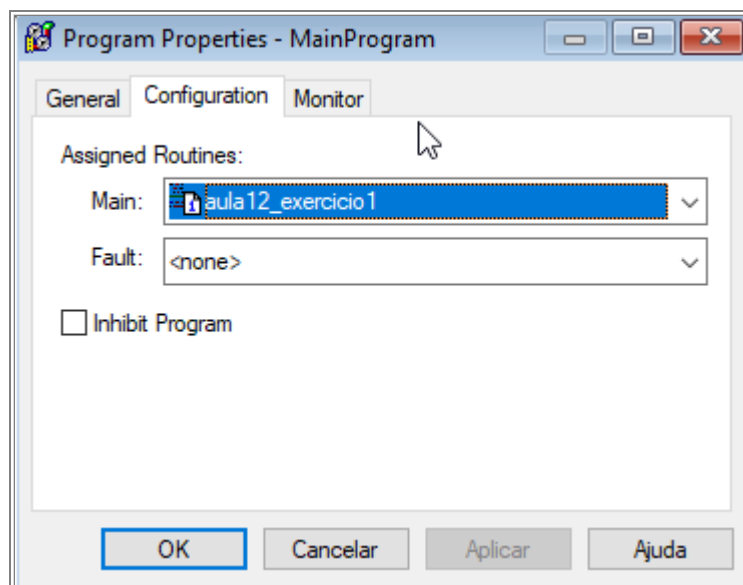 Program Properties - MainProgram
General Configuration Monitor
Assigned Routines:
Main: aula12_exercicio1
Fault: <none>
Inhibit Program
OK Cancelar Aplicar Ajuda